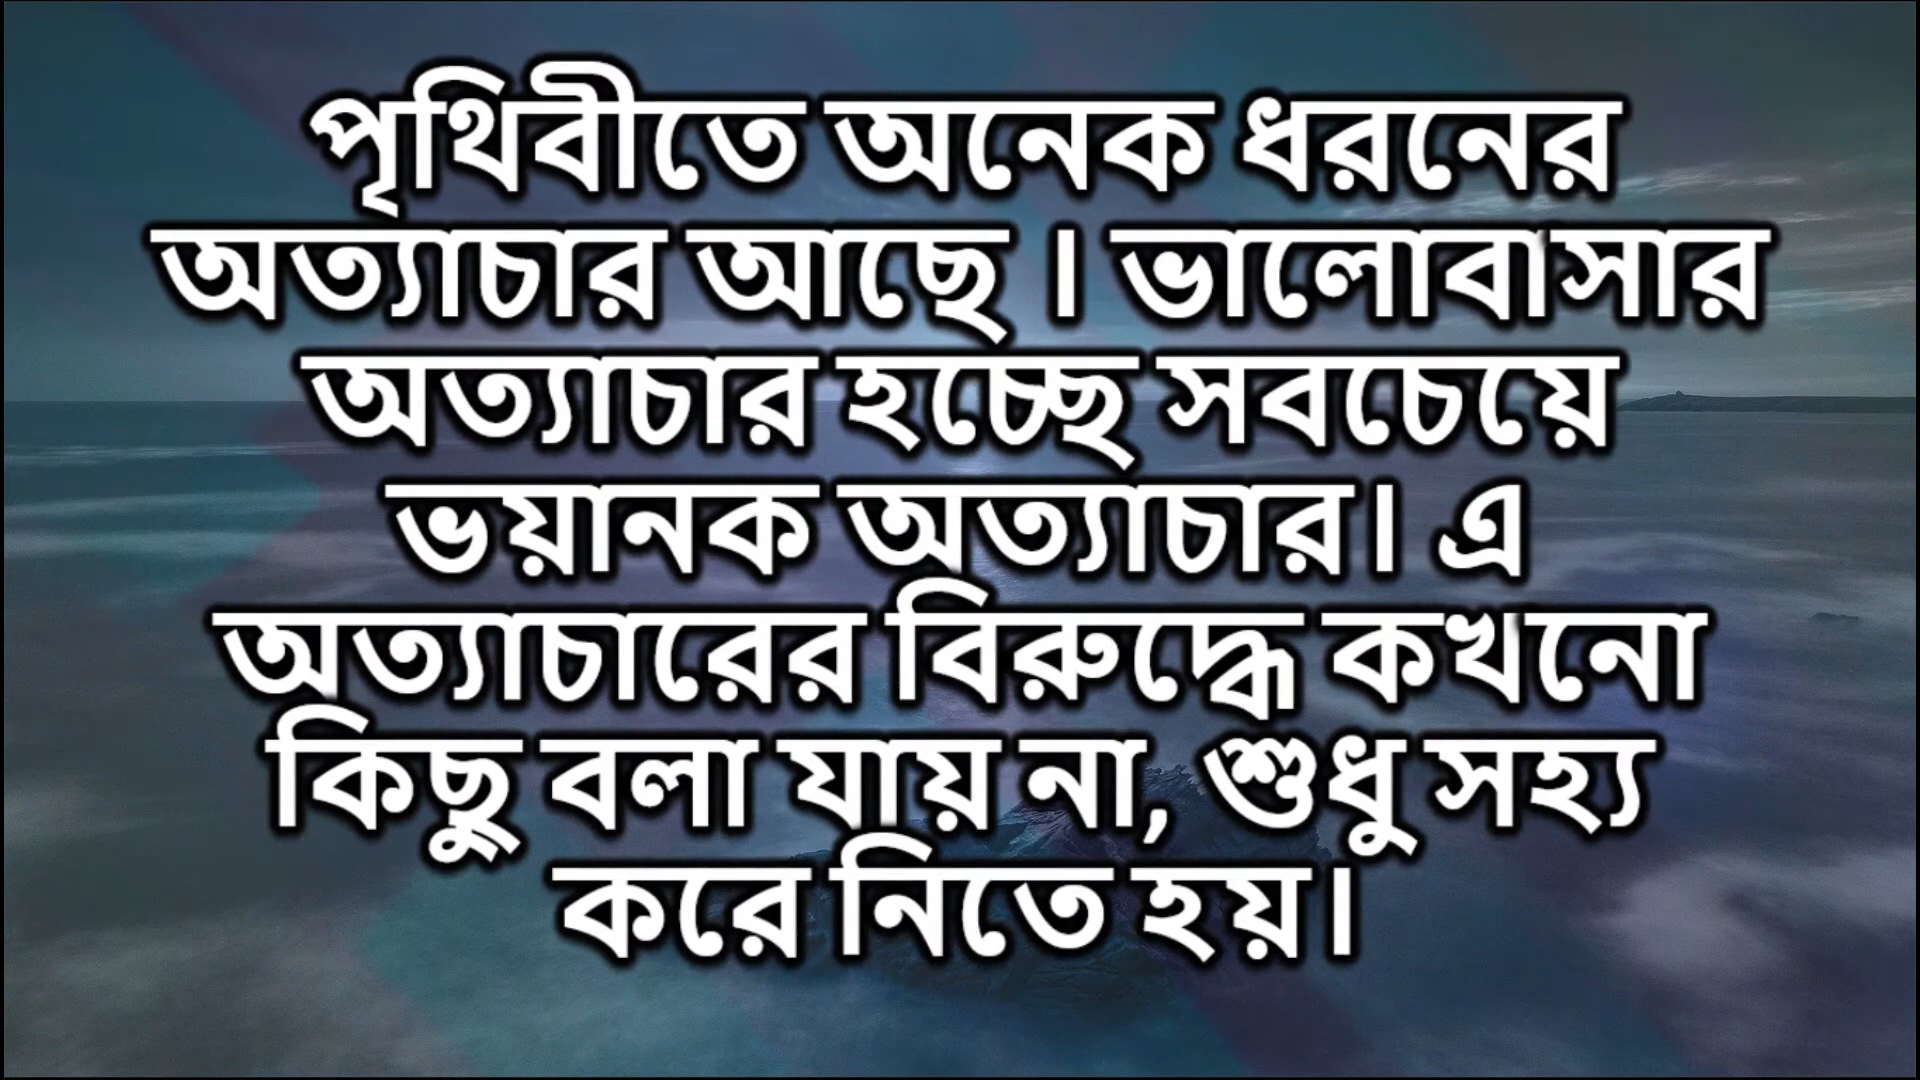 পৃথিবীতে অনেক ধরনের
অত্যাচার আছে । ভালোবাসার
অত্যাচার হচ্ছে সবচেয়ে
ভয়ানক অত্যাচার। এ
অত্যাচারের বিরুদ্ধে কখনো
কিছু বলা যায় না, শুধু সহ্য
করে নিতে হয়।